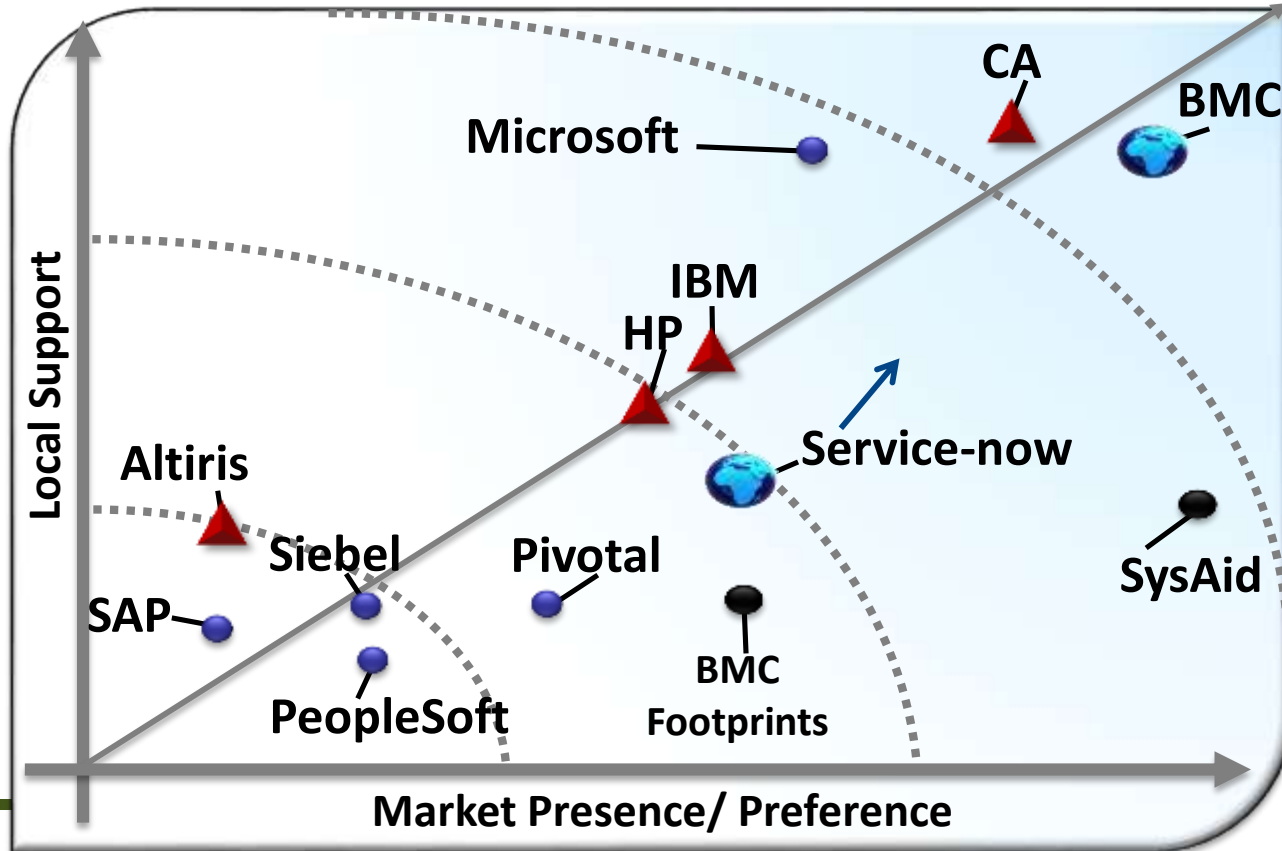 CA
BMC
Microsoft
IBM
HP
Local Support
Service-now
Altiris
Siebel
Pivotal
SysAid
SAP
BMC
Footprints
PeopleSoft
Market Presence/ Preference